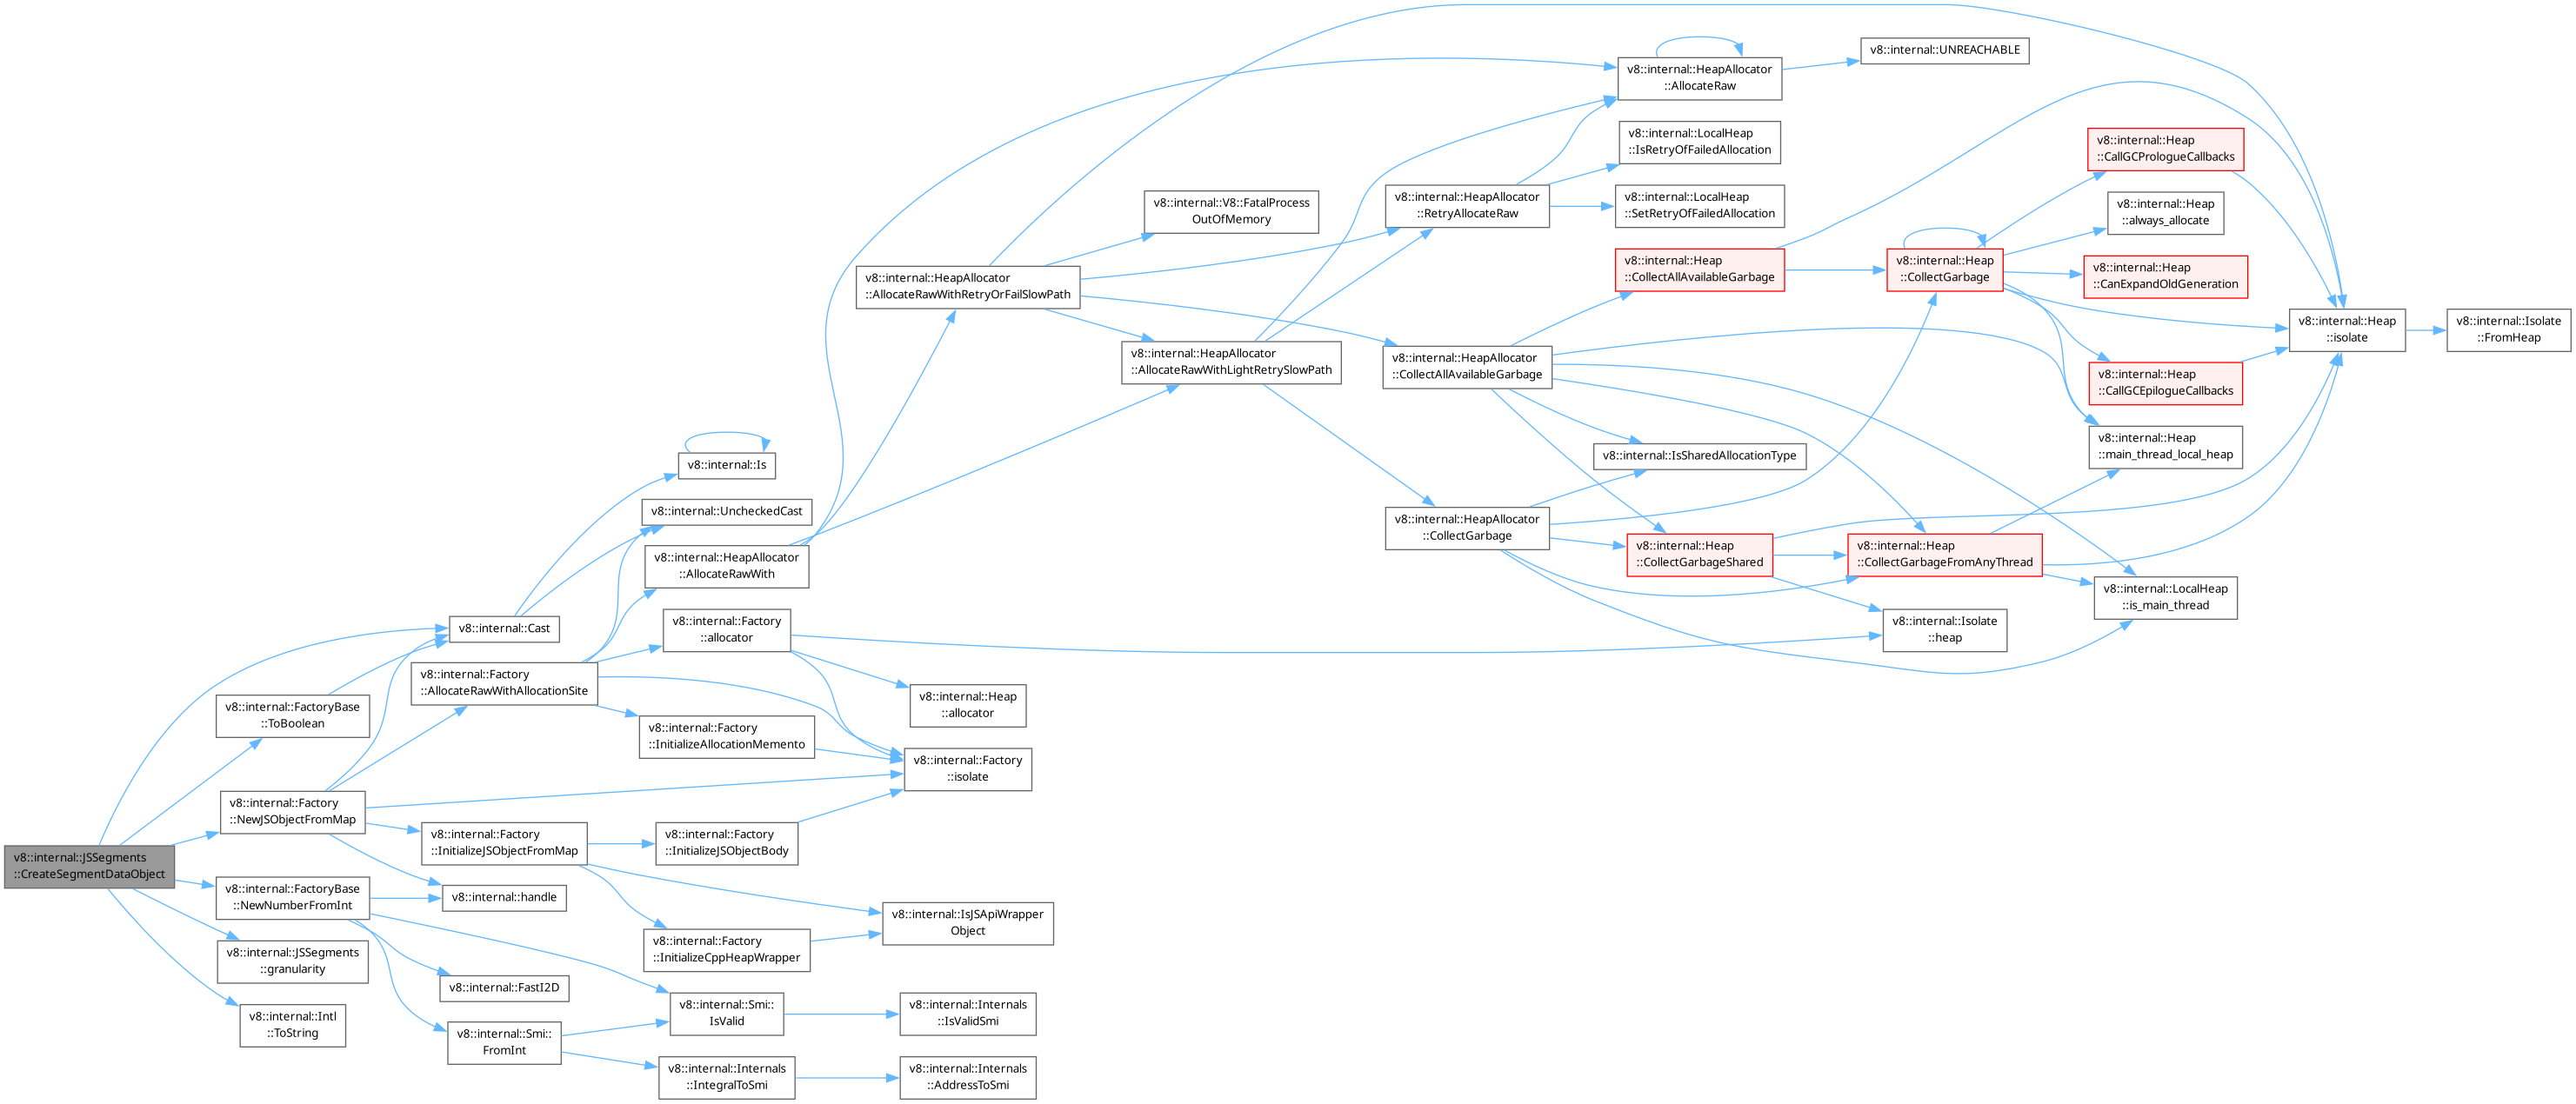 v8::internal::JSSegments
::CreateSegmentDataObject
v8::internal::FactoryBase
::ToBoolean
v8::internal::Factory
::NewJSObjectFromMap
v8::internal::FactoryBase
::NewNumberFromInt
v8::internal::JSSegments
::granularity
v8::internal::Intl
::ToString
v8::internal::Cast
v8::internal::Factory
::AllocateRawWithAllocationSite
v8::internal::Factory
::InitializeJSObjectFromMap
v8::internal::handle
v8::internal::FastI2D
v8::internal::Smi::
FromInt
v8::internal::Is
v8::internal::UncheckedCast
v8::internal::HeapAllocator
::AllocateRawWith
v8::internal::Factory
::allocator
v8::internal::Factory
::InitializeAllocationMemento
v8::internal::Factory
::InitializeJSObjectBody
v8::internal::Factory
::InitializeCppHeapWrapper
v8::internal::Smi::
IsValid
v8::internal::Internals
::IntegralToSmi
v8::internal::HeapAllocator
::AllocateRawWithRetryOrFailSlowPath
v8::internal::Heap
::allocator
v8::internal::Factory
::isolate
v8::internal::IsJSApiWrapper
Object
v8::internal::Internals
::IsValidSmi
v8::internal::Internals
::AddressToSmi
v8::internal::V8::FatalProcess
OutOfMemory
v8::internal::HeapAllocator
::AllocateRawWithLightRetrySlowPath
v8::internal::HeapAllocator
::RetryAllocateRaw
v8::internal::HeapAllocator
::CollectAllAvailableGarbage
v8::internal::HeapAllocator
::CollectGarbage
v8::internal::HeapAllocator
::AllocateRaw
v8::internal::LocalHeap
::IsRetryOfFailedAllocation
v8::internal::LocalHeap
::SetRetryOfFailedAllocation
v8::internal::Heap
::CollectAllAvailableGarbage
v8::internal::IsSharedAllocationType
v8::internal::Heap
::CollectGarbageShared
v8::internal::UNREACHABLE
v8::internal::Heap
::CollectGarbage
v8::internal::Heap
::CollectGarbageFromAnyThread
v8::internal::Isolate
::heap
v8::internal::Heap
::CallGCPrologueCallbacks
v8::internal::Heap
::always_allocate
v8::internal::Heap
::CanExpandOldGeneration
v8::internal::Heap
::CallGCEpilogueCallbacks
v8::internal::Heap
::main_thread_local_heap
v8::internal::LocalHeap
::is_main_thread
v8::internal::Heap
::isolate
v8::internal::Isolate
::FromHeap